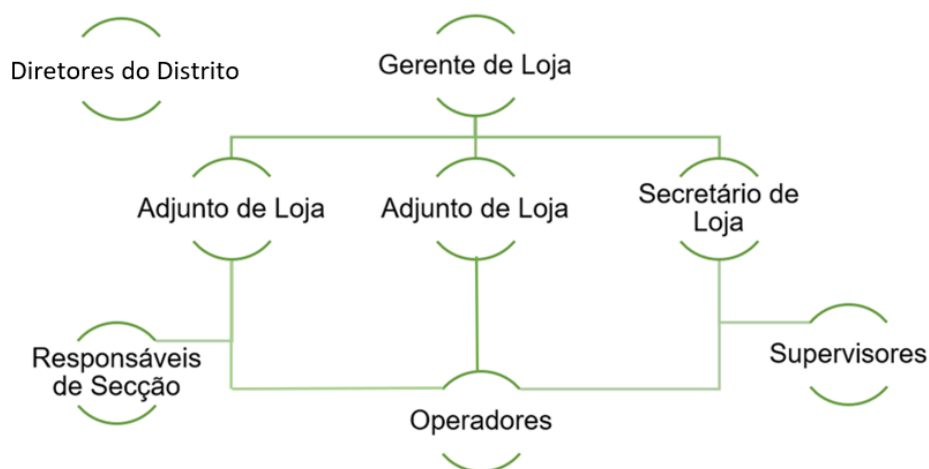 Diretores do Distrito
Gerente de Loja
Adjunto de Loja
Adjunto de Loja
Secretário de
Loja
Responsáveis
de Secção
Supervisores
Operadores